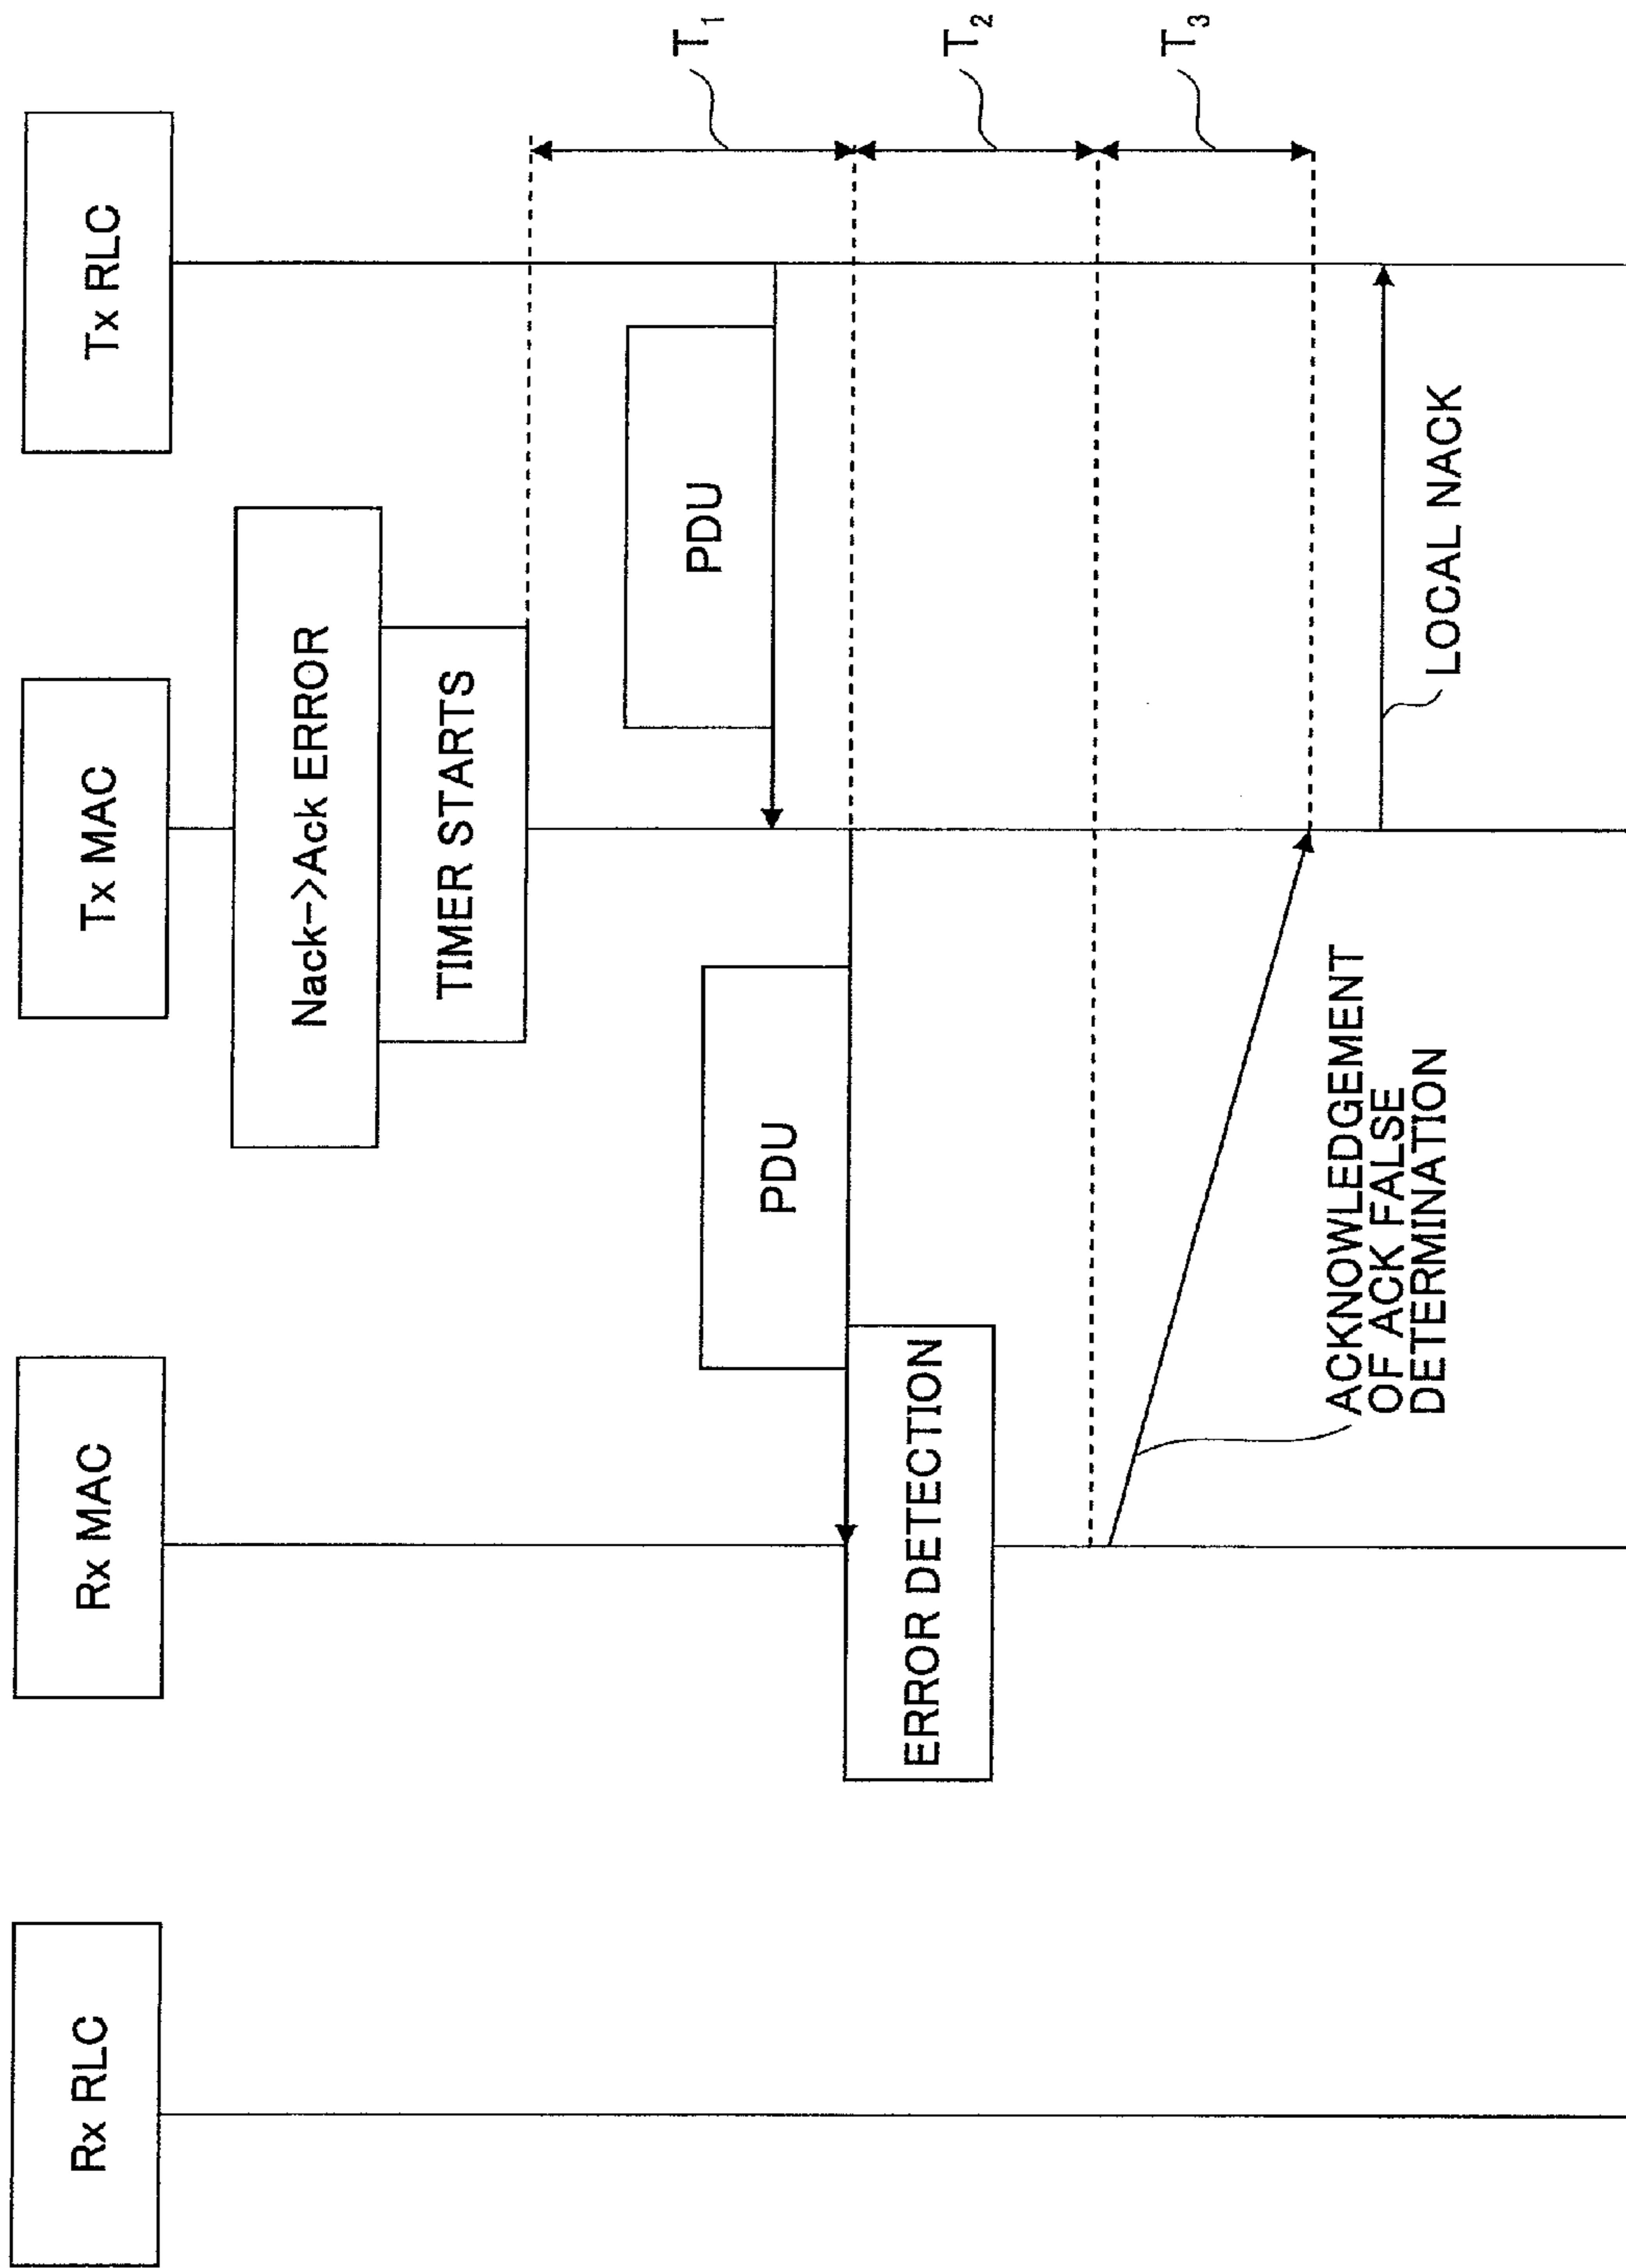 Rx RLC
Rx MAC
Tx MAC
Tx RLC
Nack->Ack ERROR
TIMER STARTS
PDU
PDU
ERROR DETECTION
T1
T2
T3
ACKNOWLEDGEMENT
OF ACK FALSE
DETERMINATION
LOCAL NACK